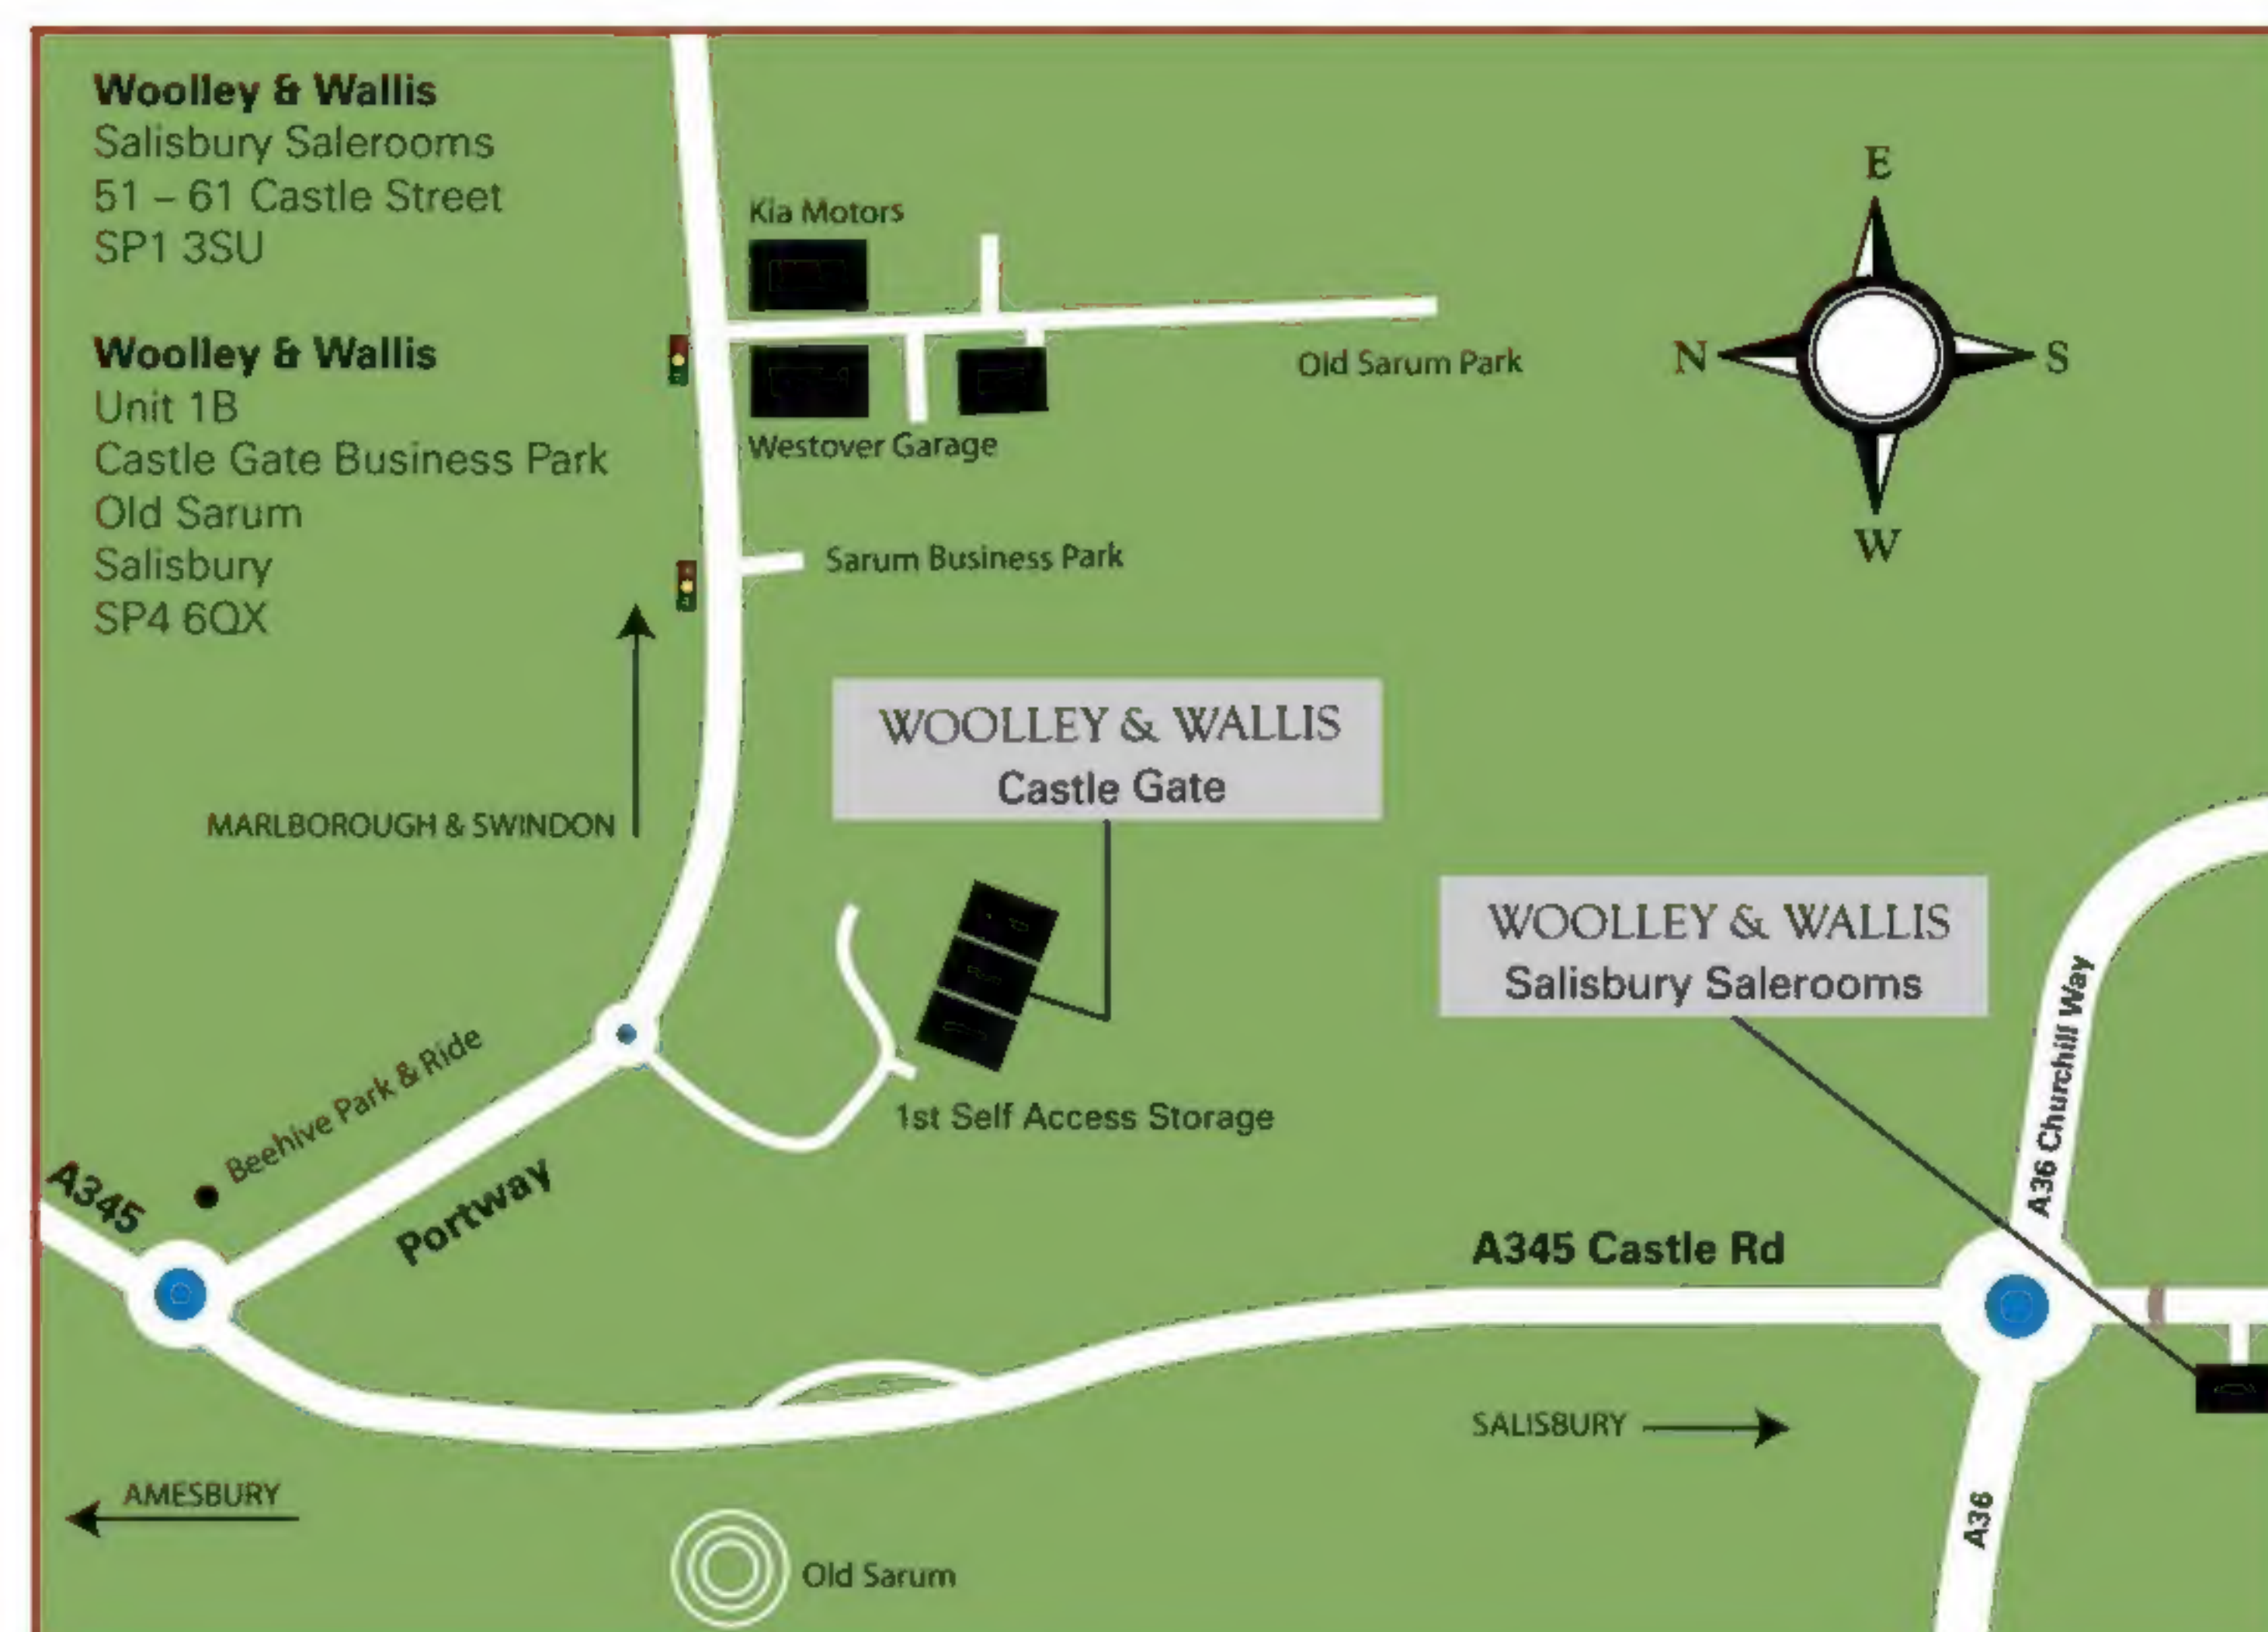 Woolley & Wallis
Salisbury Salerooms
51 – 61 Castle Street
SP1 3SU
Woolley & Wallis
Unit 1B
Castle Gate Business Park
Old Sarum
Salisbury
SP4 6QX
Kia Motors
Old Sarum Park
Westover Garage
Sarum Business Park
E
N
S
W
MARLBOROUGH & SWINDON
WOOLLEY & WALLIS
Castle Gate
WOOLLEY & WALLIS
Salisbury Salerooms
A36 Churchill Way
Beehive Park & Ride
1st Self Access Storage
A345
Portway
A345 Castle Rd
SALISBURY
A36
AMESBURY
Old Sarum